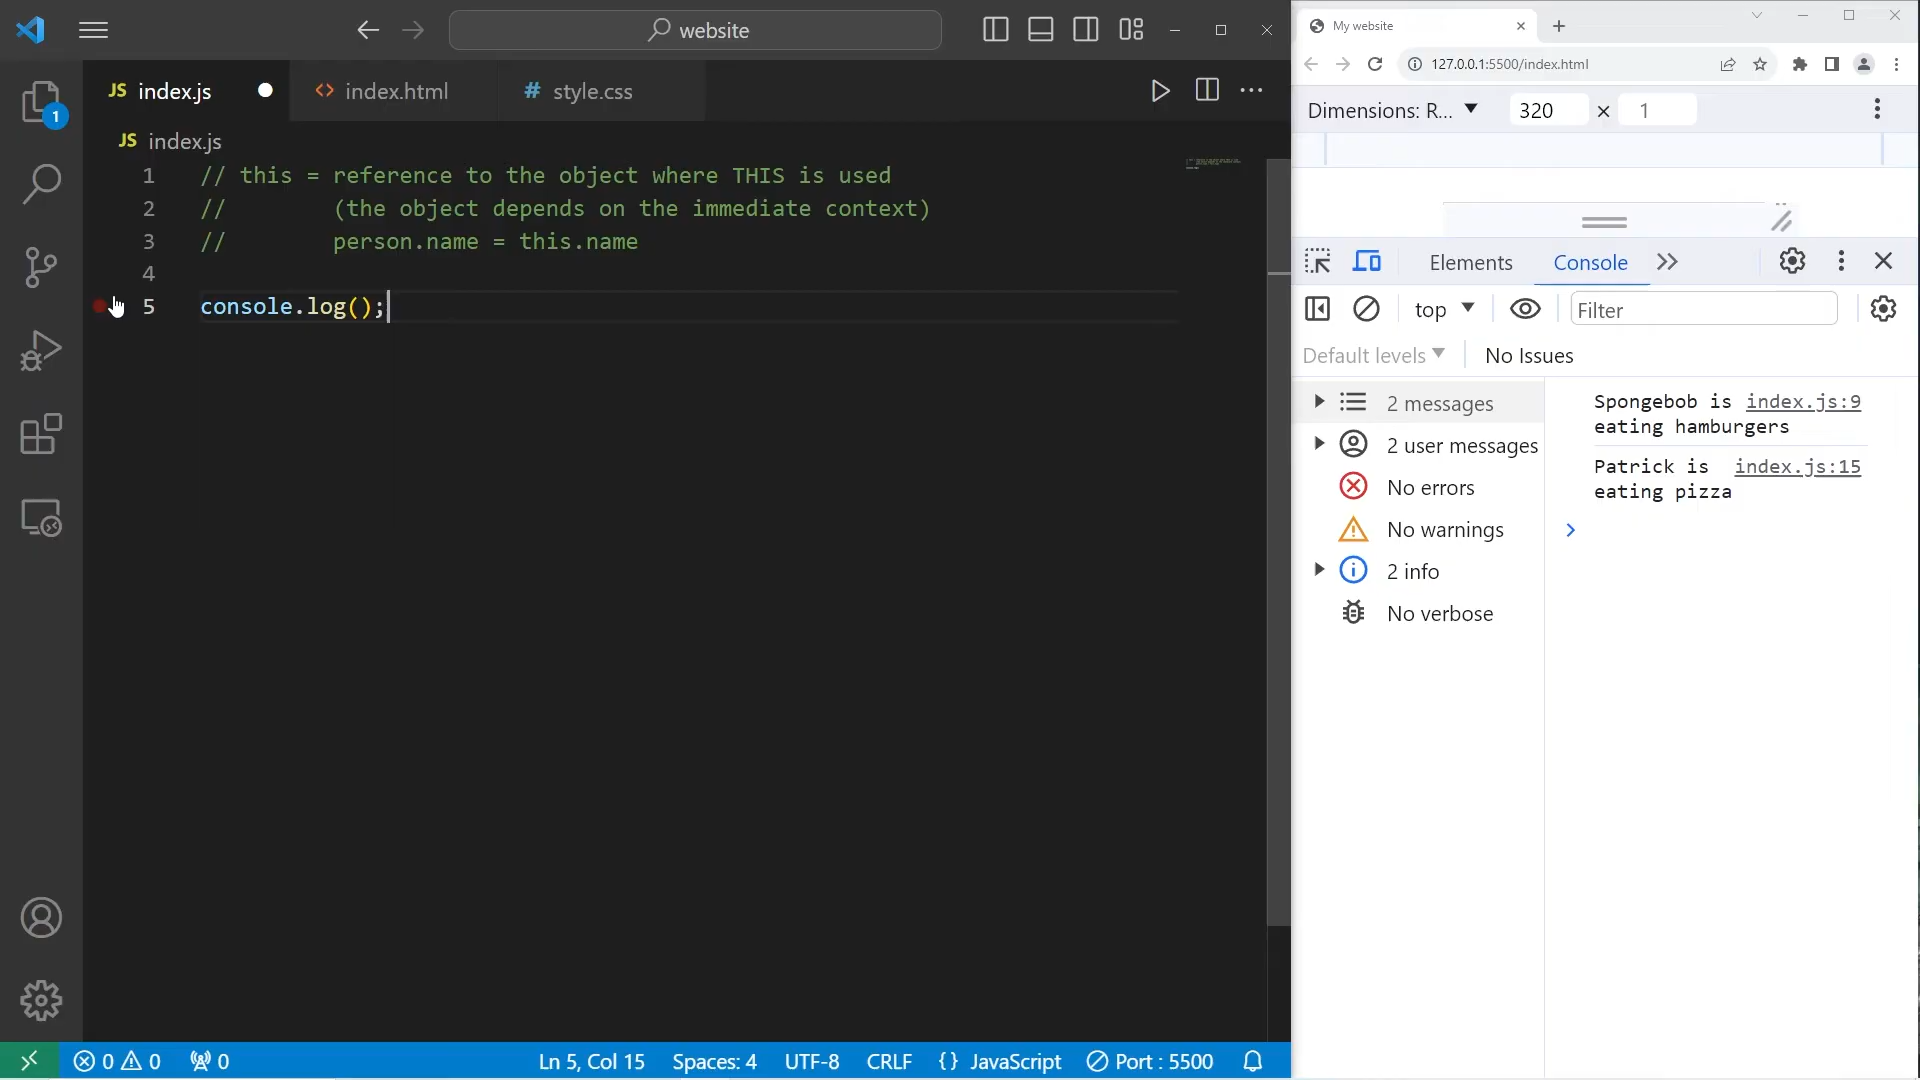 website
JS index.js
<> index.html
# style.css
1
JS index.js
1 // this = reference to the object where THIS is used
2 // (the object depends on the immediate context)
3 // person.name = this.name
4
5 console.log();
0 0
0
Ln 5, Col 15
Spaces: 4
UTF-8
CRLF
{} JavaScript
Port : 5500
My website
127.0.0.1:5500/index.html
Dimensions: R...
320 × 1
Elements
Console
top
Filter
Default levels
No Issues
2 messages
2 user messages
No errors
No warnings
2 info
No verbose
Spongebob is index.js:9
eating hamburgers
Patrick is index.js:15
eating pizza